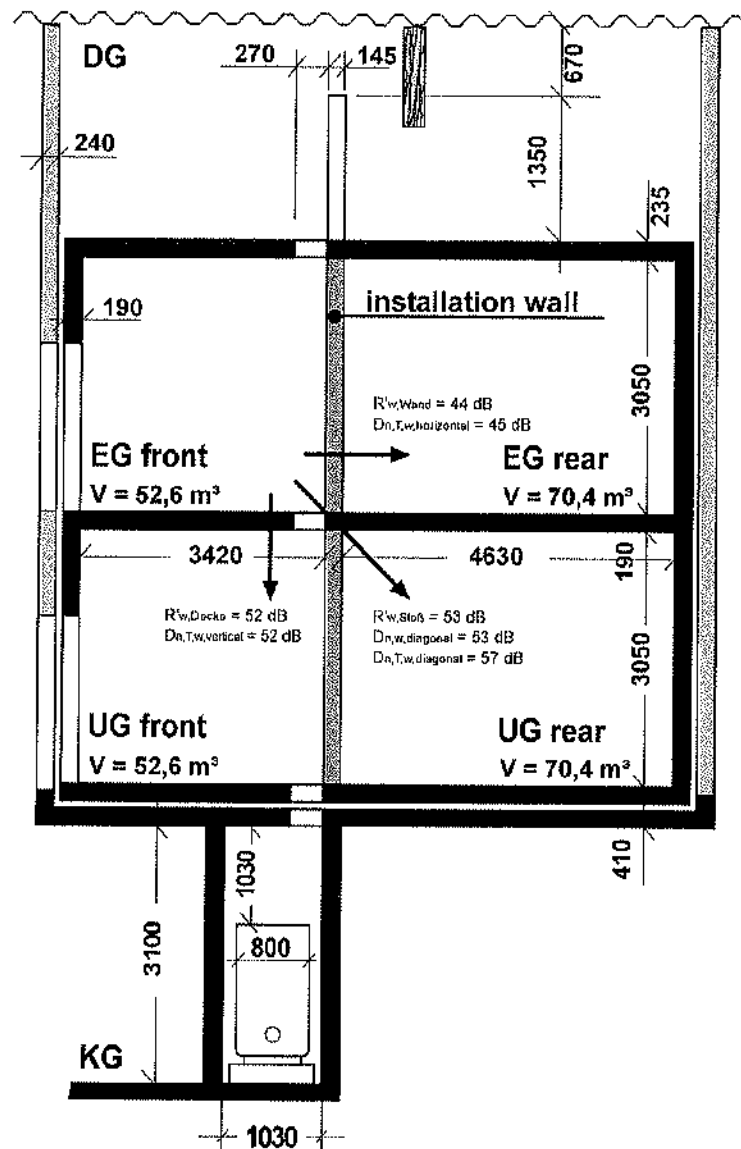 DG
270
145
670
240
1350
235
190
installation wall
R'w,Wand = 44 dB
Dn,T,w,horizontal = 45 dB
3050
EG front
V = 52,6 m³
EG rear
V = 70,4 m³
3420
4630
190
R'w,Decke = 52 dB
Dn,T,w,vertical = 52 dB
R'w,Stoß = 53 dB
Dn,w,diagonal = 53 dB
Dn,T,w,diagonal = 57 dB
3050
UG front
V = 52,6 m³
UG rear
V = 70,4 m³
1030
410
3100
800
KG
1030